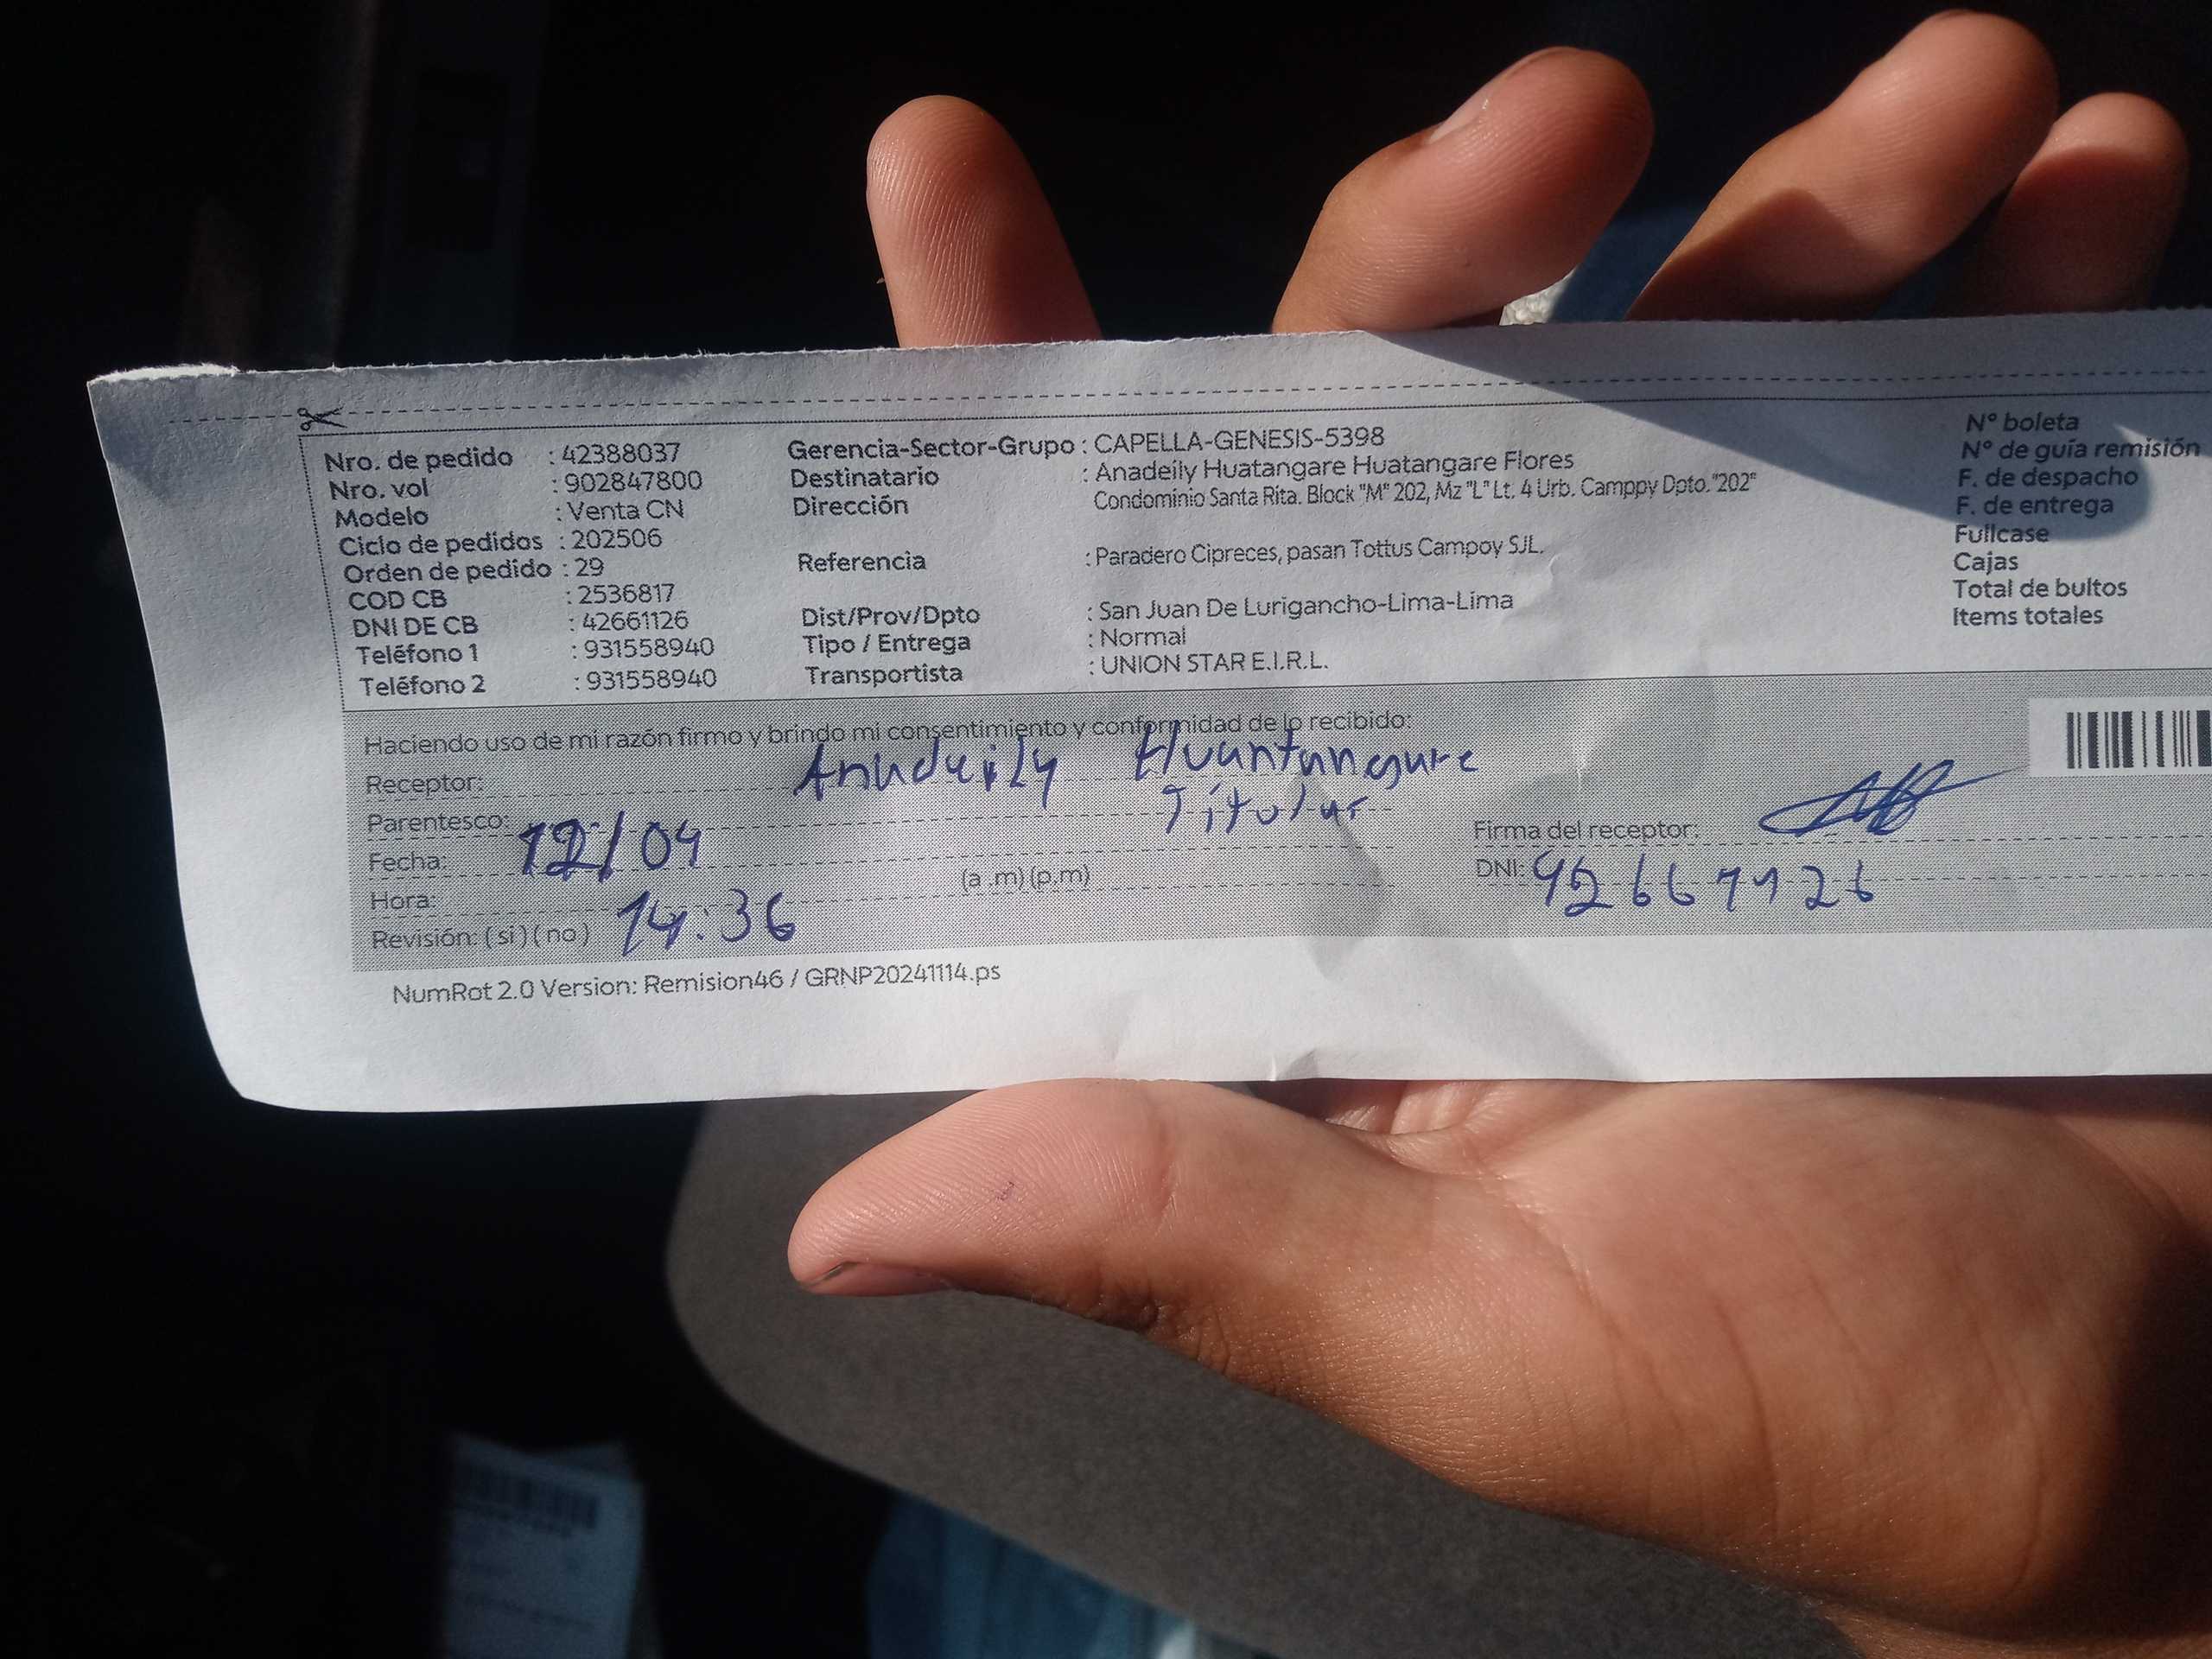 Nro. de pedido : 42388037
Nro. vol : 902847800
Modelo : Venta CN
Ciclo de pedidos : 202506
Orden de pedido : 29
COD CB : 2536817
DNI DE CB : 42661126
Teléfono 1 : 931558940
Teléfono 2 : 931558940
Gerencia-Sector-Grupo : CAPELLA-GENESIS-5398
Destinatario : Anadeily Huatangare Huatangare Flores
Dirección Condominio Santa Rita. Block "M" 202, Mz "L" Lt. 4 Urb. Camppy Dpto."202"
Referencia : Paradero Cipreces, pasan Tottus Campoy SJL.
Dist/Prov/Dpto : San Juan De Lurigancho-Lima-Lima
Tipo / Entrega : Normal
Transportista : UNION STAR E.I.R.L.
N° boleta
N° de guía remisión
F. de despacho
F. de entrega
Fullcase
Cajas
Total de bultos
Items totales
Haciendo uso de mi razón firmo y brindo mi consentimiento y conformidad de lo recibido:
Receptor: Anadeily Huantangare
Parentesco: Titular
Fecha: 12/04
Hora: 14:36 (a .m) (p.m)
Revisión: ( si ) ( no )
Firma del receptor:
DNI: 42661126
NumRot 2.0 Version: Remision46 / GRNP20241114.ps